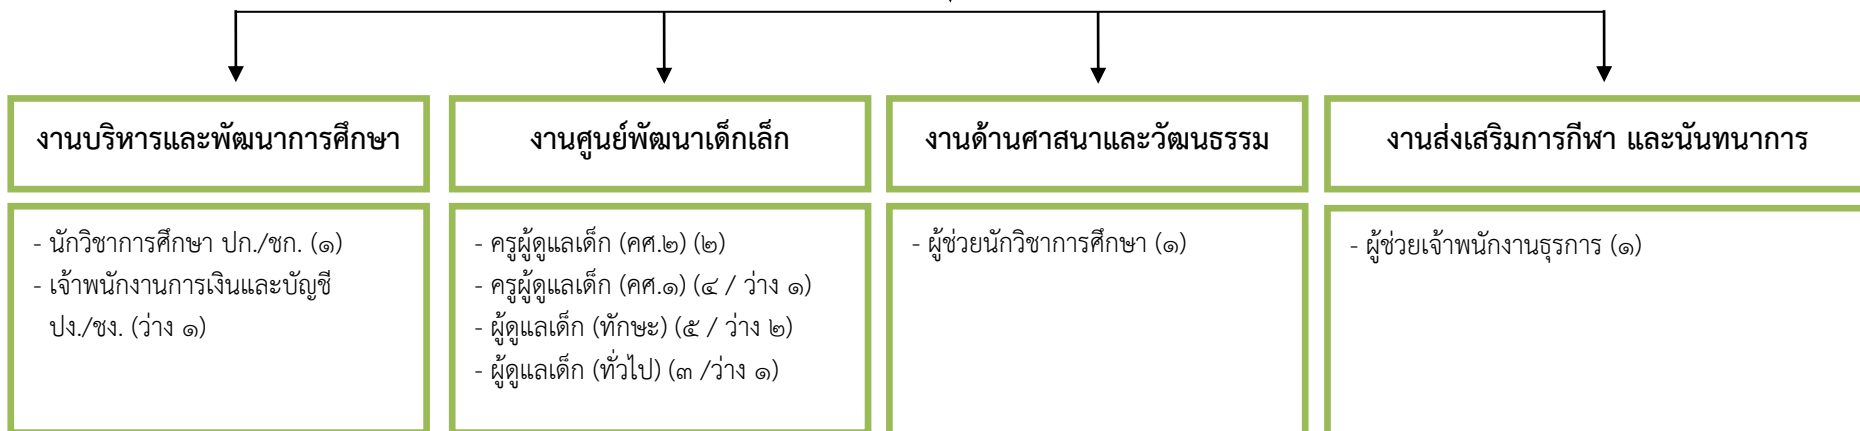 งานบริหารและพัฒนาการศึกษา
- นักวิชาการศึกษา ปก./ชก. (๑)
- เจ้าพนักงานการเงินและบัญชี
ปง./ชง. (ว่าง ๑)
งานศูนย์พัฒนาเด็กเล็ก
- ครูผู้ดูแลเด็ก (คศ.๒) (๒)
- ครูผู้ดูแลเด็ก (คศ.๑) (๔ / ว่าง ๑)
- ผู้ดูแลเด็ก (ทักษะ) (๕ / ว่าง ๒)
- ผู้ดูแลเด็ก (ทั่วไป) (๓ /ว่าง ๑)
งานด้านศาสนาและวัฒนธรรม
- ผู้ช่วยนักวิชาการศึกษา (๑)
งานส่งเสริมการกีฬา และนันทนาการ
- ผู้ช่วยเจ้าพนักงานธุรการ (๑)